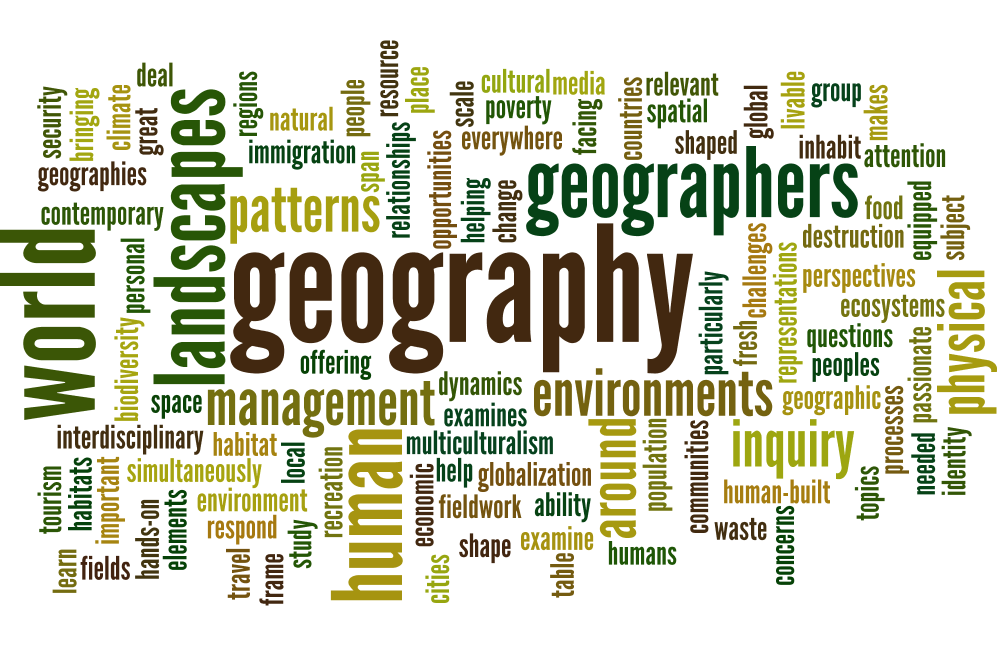 deal
resource
security
bringing
climate
great
landscapes
regions
natural
people
place
scale
cultural
media
poverty
facing
countries
relevant
spatial
global
livable
group
makes
geographies
immigration
span
relationships
opportunities
everywhere
shaped
inhabit
attention
contemporary
patterns
helping
change
geographers
food
equipped
subject
world
personal
geography
destruction
challenges
representations
perspectives
particularly
ecosystems
physical
biodiversity
offering
fresh
questions
peoples
passionate
space
management
dynamics
examines
environments
geographic
processes
interdisciplinary
habitat
human
multiculturalism
around
population
communities
inquiry
needed
identity
tourism
habitats
important
simultaneously
local
recreation
economic
help
globalization
human-built
topics
hands-on
elements
environment
respond
study
fieldwork
ability
waste
concerns
learn
fields
travel
frame
cities
shape
examine
table
humans